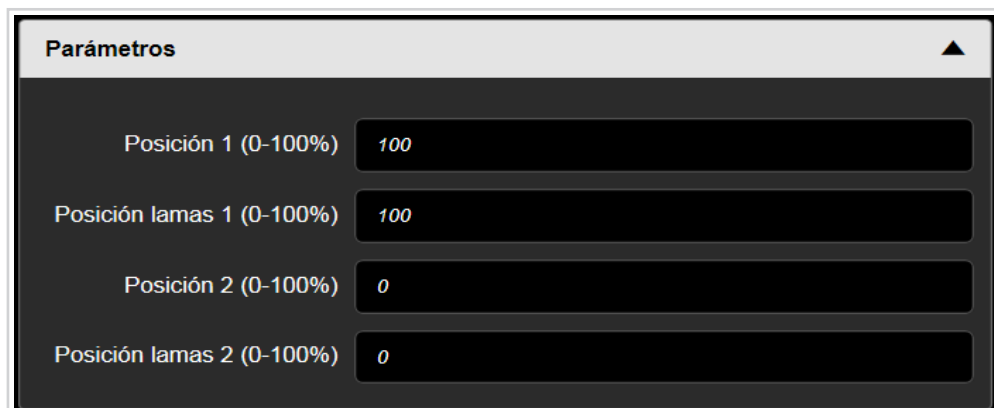 Parámetros
Posición 1 (0-100%) 100
Posición lamas 1 (0-100%) 100
Posición 2 (0-100%) 0
Posición lamas 2 (0-100%) 0